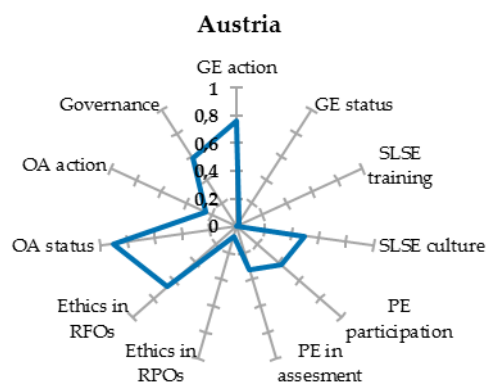 Austria
GE action
GE status
SLSE
training
SLSE culture
PE
participation
PE in
assesment
Ethics in
RPOs
Ethics in
RFOs
OA status
OA action
Governance
1
0,8
0,6
0,4
0,2
0